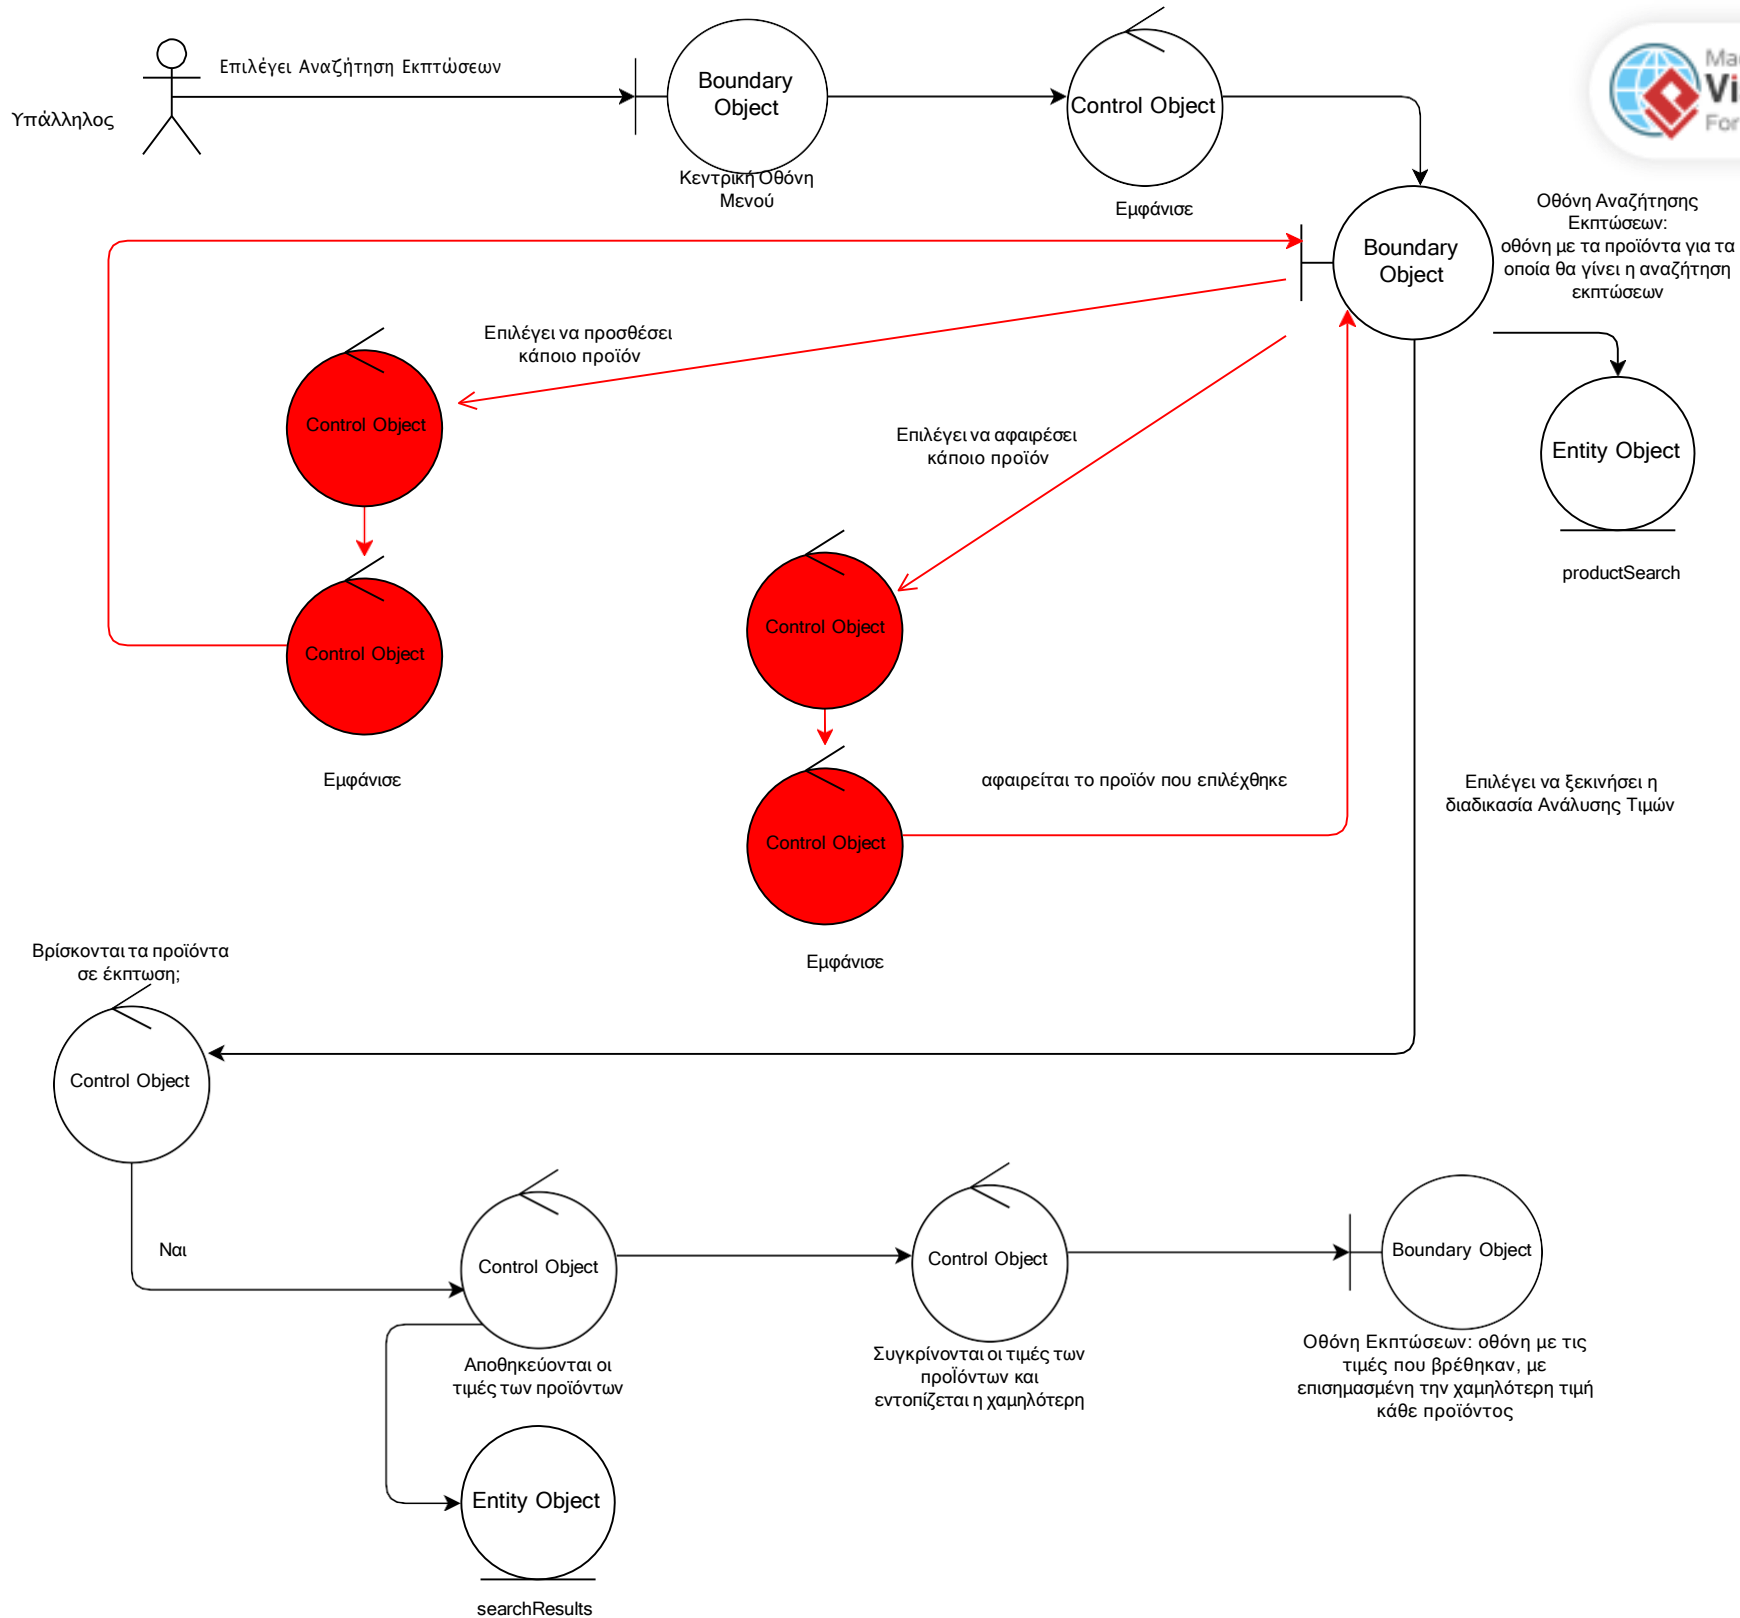 Επιλέγει Αναζήτηση Εκπτώσεων
Υπάλληλος
Boundary
Object
Κεντρική Οθόνη
Μενού
Control Object
Εμφάνισε
Vi
For
Boundary
Object
Οθόνη Αναζήτησης
Εκπτώσεων:
οθόνη με τα προϊόντα για τα
οποία θα γίνει η αναζήτηση
εκπτώσεων
Επιλέγει να προσθέσει
κάποιο προϊόν
Control Object
Επιλέγει να αφαιρέσει
κάποιο προϊόν
Entity Object
productSearch
Control Object
Control Object
Εμφάνισε
αφαιρείται το προϊόν που επιλέχθηκε
Επιλέγει να ξεκινήσει η
διαδικασία Ανάλυσης Τιμών
Control Object
Εμφάνισε
Βρίσκονται τα προϊόντα
σε έκπτωση;
Control Object
Ναι
Control Object
Αποθηκεύονται οι
τιμές των προϊόντων
Control Object
Συγκρίνονται οι τιμές των
προΪόντων και
εντοπίζεται η χαμηλότερη
Boundary Object
Οθόνη Εκπτώσεων: οθόνη με τις
τιμές που βρέθηκαν, με
επισημασμένη την χαμηλότερη τιμή
κάθε προϊόντος
Entity Object
searchResults